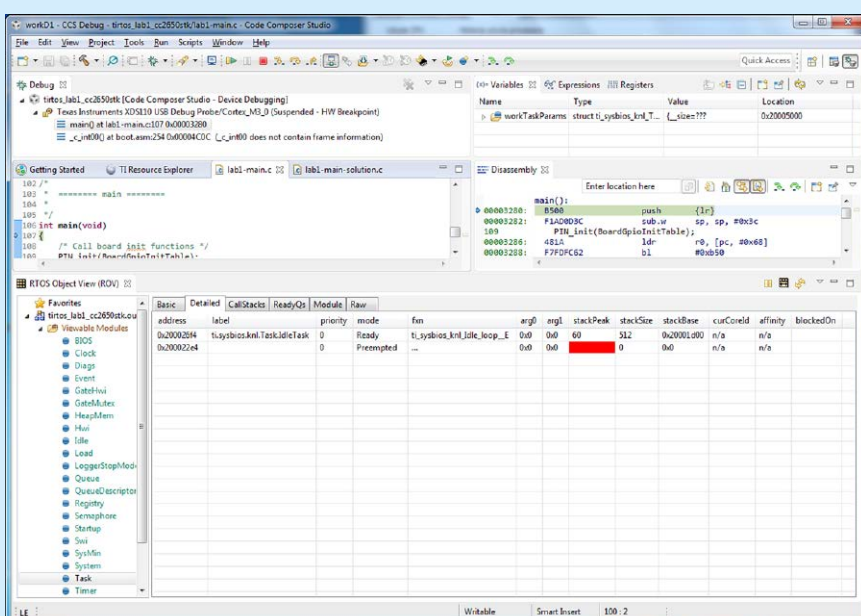 workD1 - CCS Debug - tirtos_lab1_cc2650stk/lab1-main.c - Code Composer Studio
File Edit View Project Tools Run Scripts Window Help
Quick Access
Debug
tirtos_lab1_cc2650stk [Code Composer Studio - Device Debugging]
Texas Instruments XDS110 USB Debug Probe/Cortex_M3_0 (Suspended - HW Breakpoint)
main() at lab1-main.c:107 0x00003280
_c_int00() at boot.asm:254 0x00004C0C (_c_int00 does not contain frame information)
(x)= Variables Expressions Registers
Name Type Value Location
workTaskParams struct ti_sysbios_knl_T... {__size=??? 0x20005000
Getting Started TI Resource Explorer lab1-main.c lab1-main-solution.c
102 /*
103 * ======== main ========
104 *
105 */
106 int main(void)
107 {
108 /* Call board init functions */
109 PIN_init(BoardGpioInitTable);
Disassembly
Enter location here
main():
00003280: B500 push {lr}
00003282: F1AD0D3C sub.w sp, sp, #0x3c
109 PIN_init(BoardGpioInitTable);
00003286: 481A ldr r0, [pc, #0x68]
00003288: F7FDFC62 bl #0xb50
RTOS Object View (ROV)
Favorites
tirtos_lab1_cc2650stk.ou
Viewable Modules
BIOS
Clock
Diags
Event
GateHwi
GateMutex
HeapMem
Hwi
Idle
Load
LoggerStopMode
Queue
QueueDescriptor
Registry
Semaphore
Startup
Swi
SysMin
System
Task
Timer
Basic Detailed CallStacks ReadyQs Module Raw
address label priority mode fxn arg0 arg1 stackPeak stackSize stackBase curCoreId affinity blockedOn
0x200026f4 ti.sysbios.knl.Task.IdleTask 0 Ready ti_sysbios_knl_Idle_loop__E 0x0 0x0 60 512 0x20001d00 n/a n/a
0x200022e4 0 Preempted ... 0x0 0x0 0 0x0 n/a n/a
LE Writable Smart Insert 100 : 2